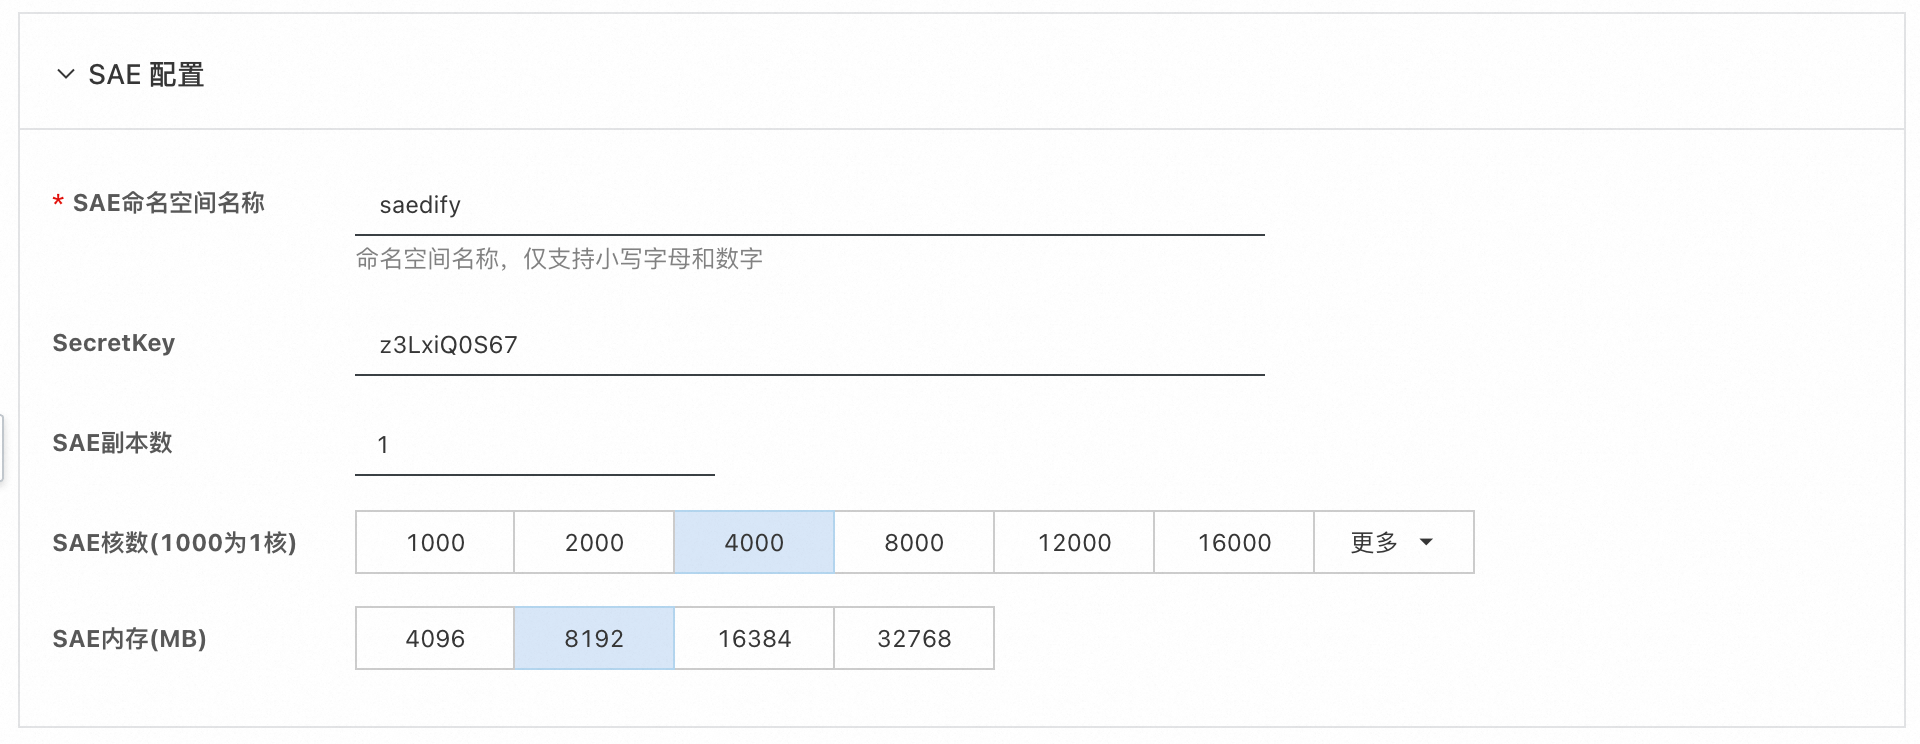 SAE 配置
* SAE命名空间名称
saedify
命名空间名称，仅支持小写字母和数字
SecretKey
z3LxiQ0S67
SAE副本数
1
SAE核数(1000为1核)
1000 2000 4000 8000 12000 16000 更多
SAE内存(MB)
4096 8192 16384 32768